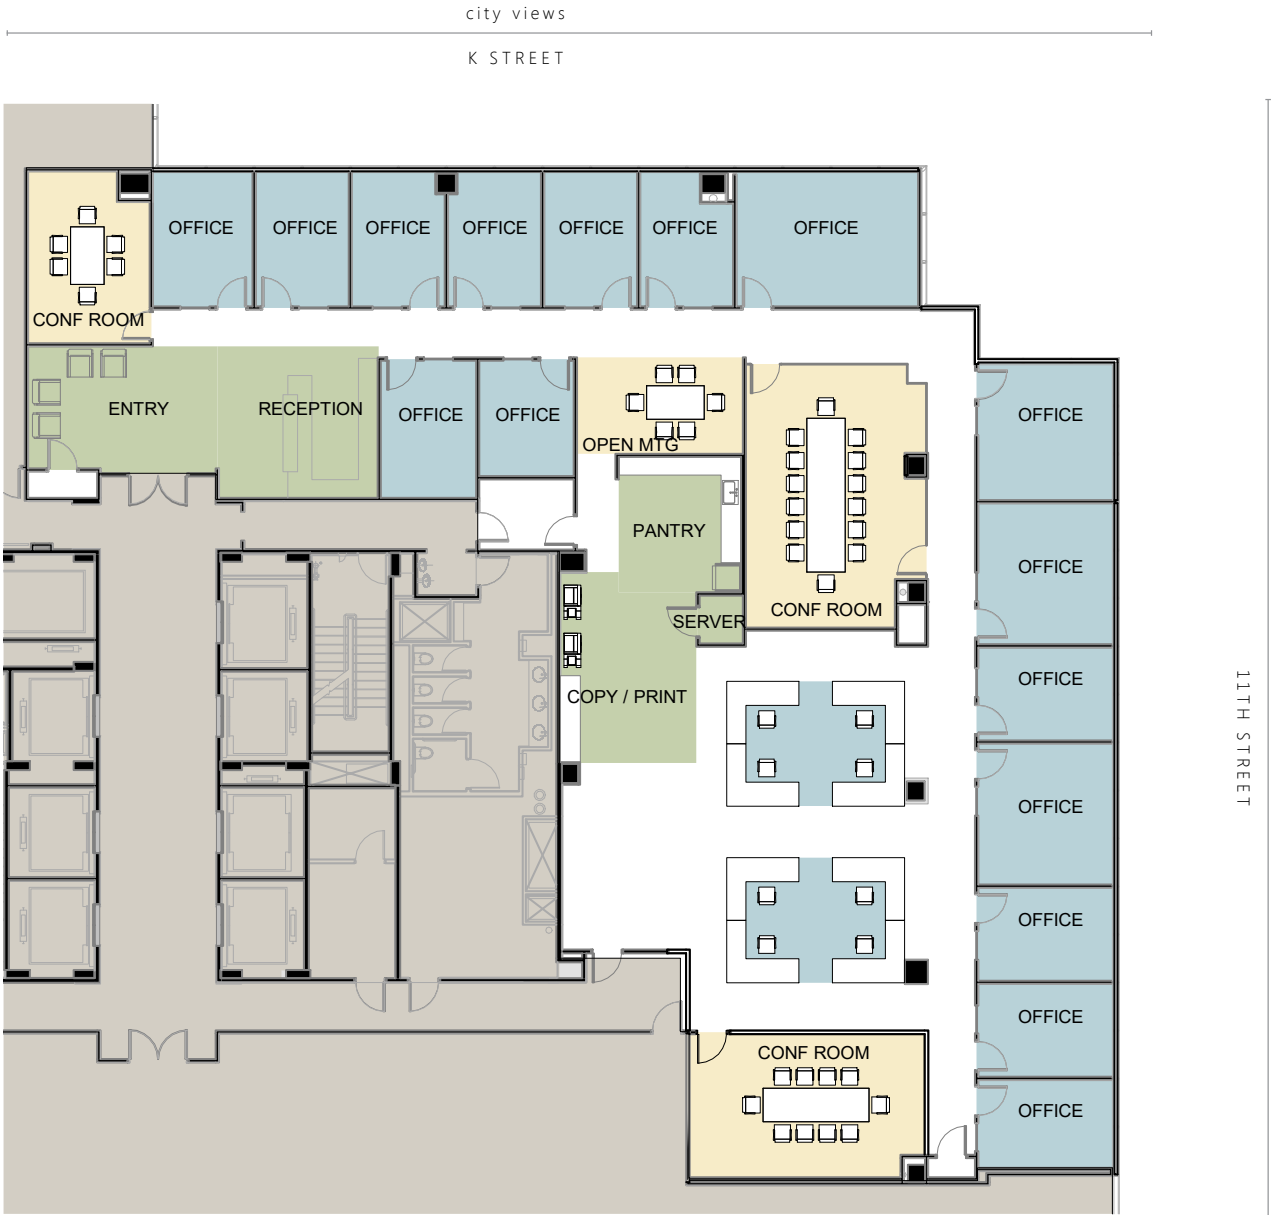 city views
K STREET
OFFICE
OFFICE
OFFICE
OFFICE
OFFICE
OFFICE
OFFICE
CONF ROOM
ENTRY
RECEPTION
OFFICE
OFFICE
OPEN MTG
OFFICE
PANTRY
OFFICE
CONF ROOM
SERVER
OFFICE
COPY / PRINT
11TH STREET
OFFICE
OFFICE
OFFICE
CONF ROOM
OFFICE